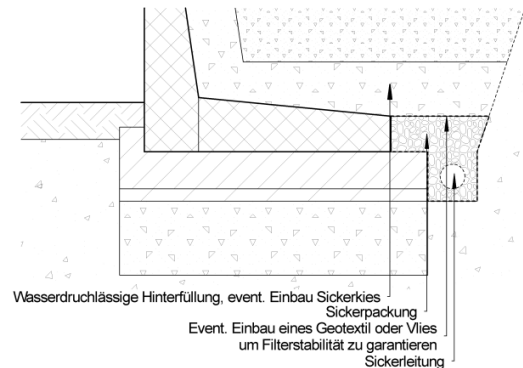 Wasserdruchlässige Hinterfüllung, event. Einbau Sickerkies
Sickerpackung
Event. Einbau eines Geotextil oder Vlies
um Filterstabilität zu garantieren
Sickerleitung